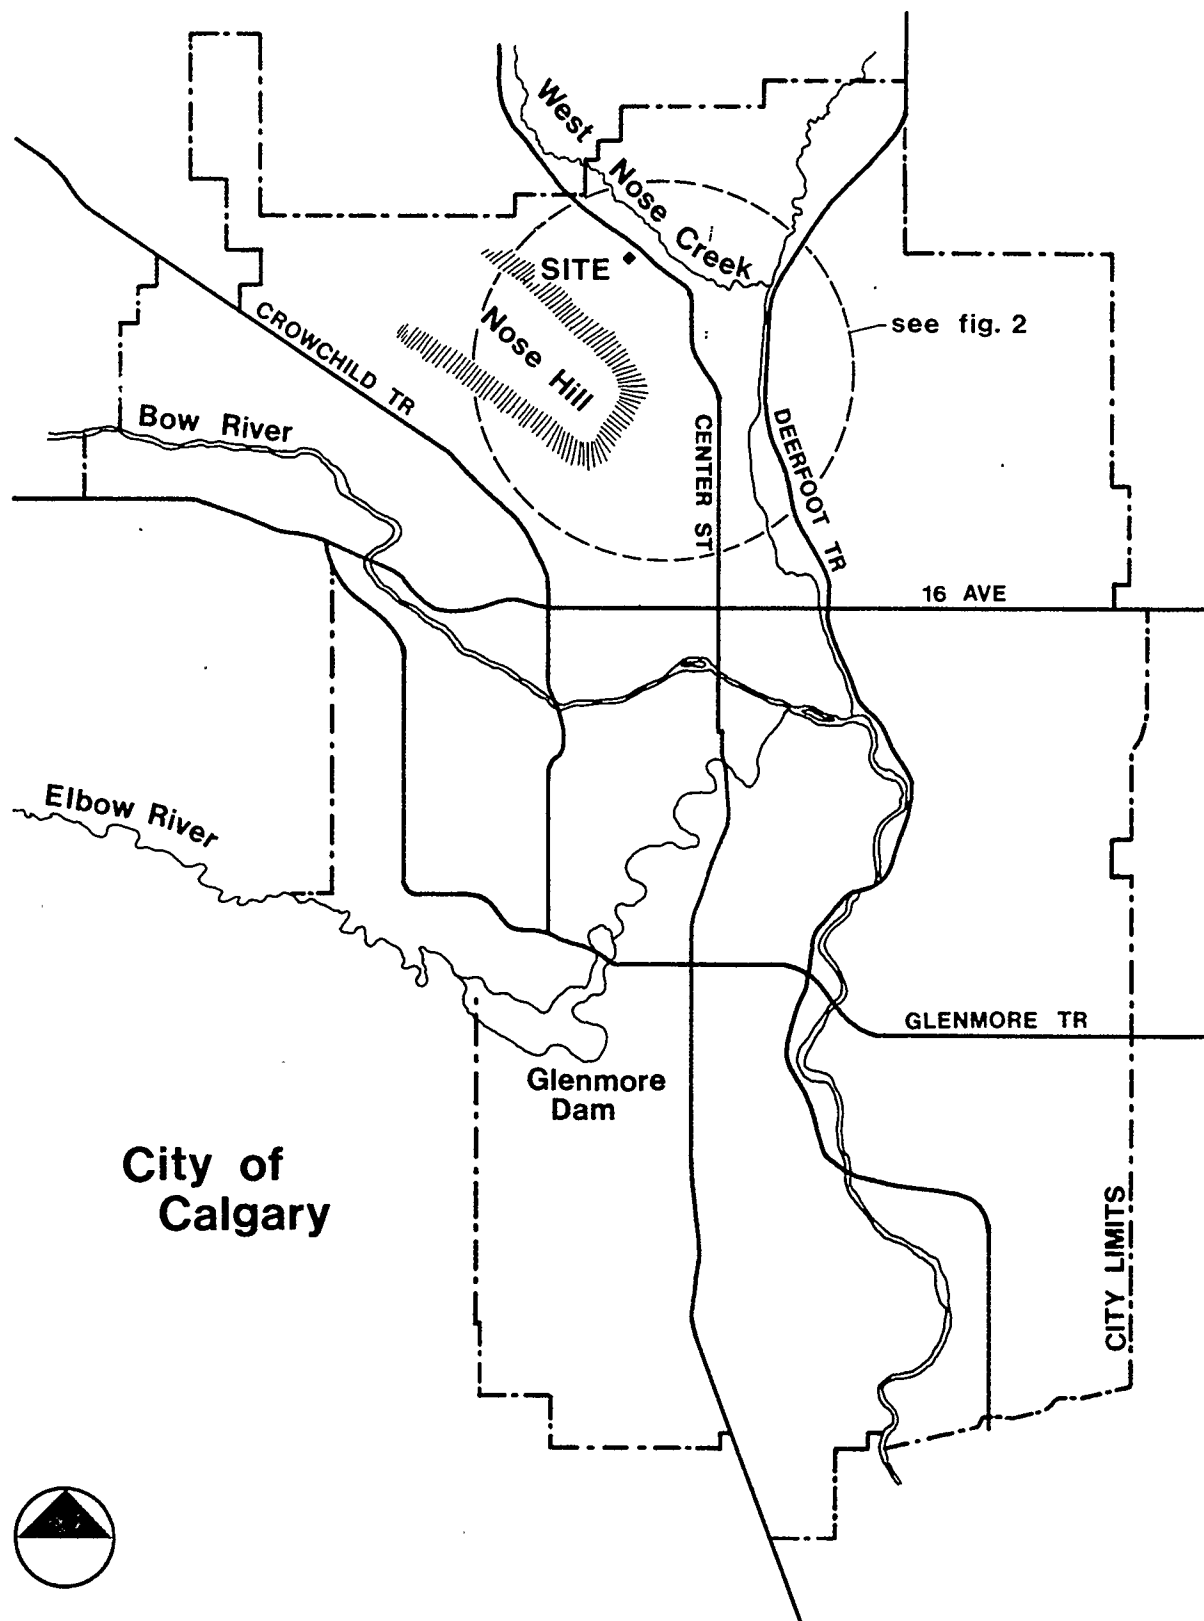 West Nose Creek
SITE
see fig. 2
Nose Hill
CROWCHILD TR
Bow River
CENTER ST
DEERFOOT TR
16 AVE
Elbow River
GLENMORE TR
Glenmore
Dam
City of
Calgary
CITY LIMITS